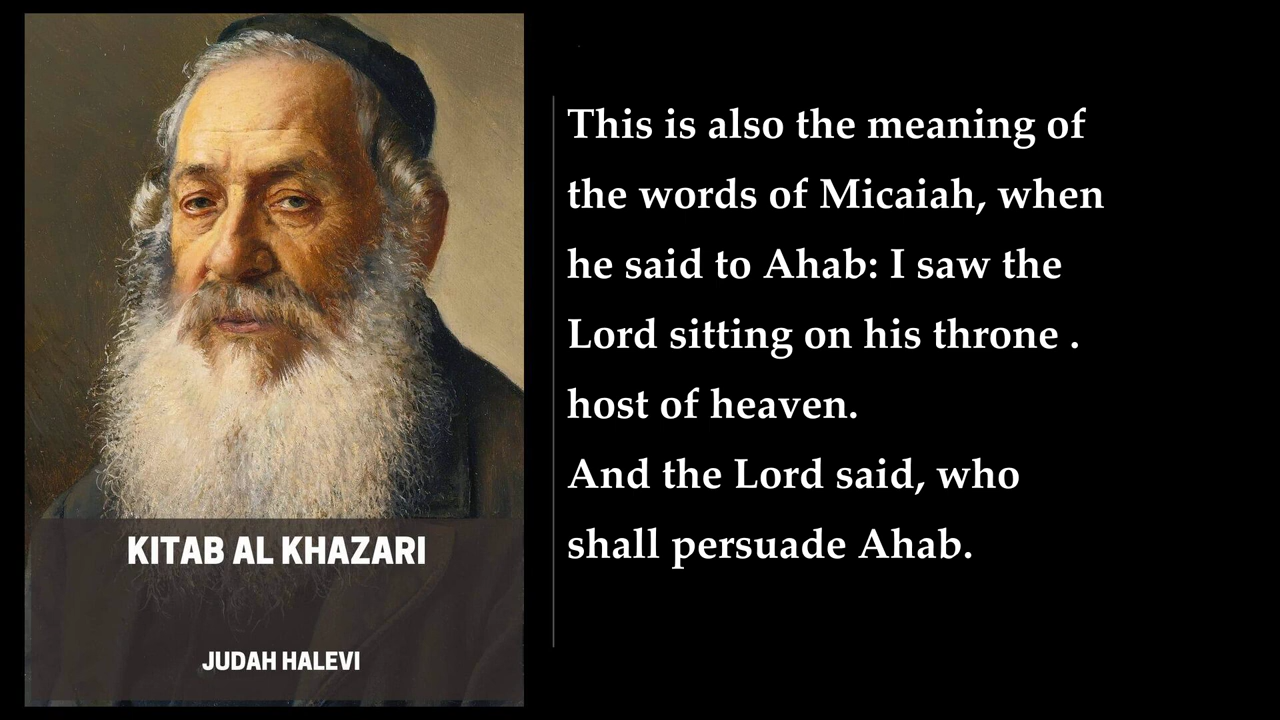 KITAB AL KHAZARI
JUDAH HALEVI
This is also the meaning of
the words of Micaiah, when
he said to Ahab: I saw the
Lord sitting on his throne .
host of heaven.
And the Lord said, who
shall persuade Ahab.